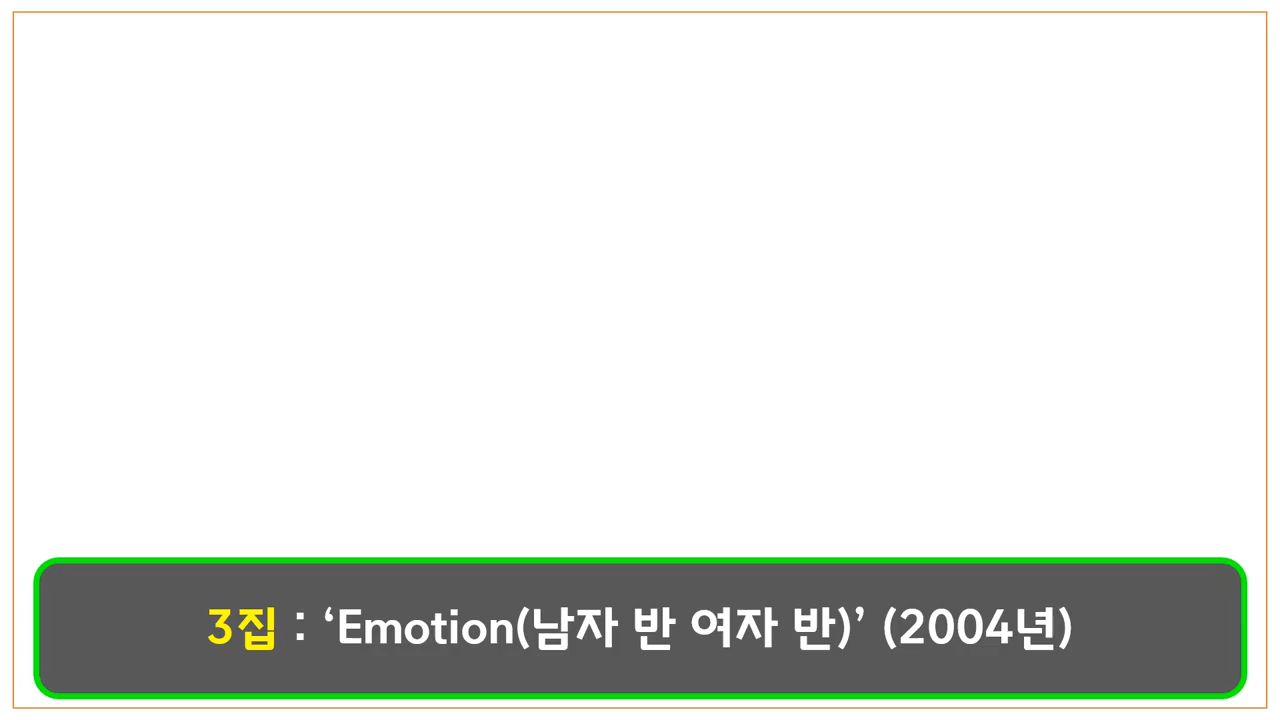 3집 : ‘Emotion(남자 반 여자 반)’ (2004년)